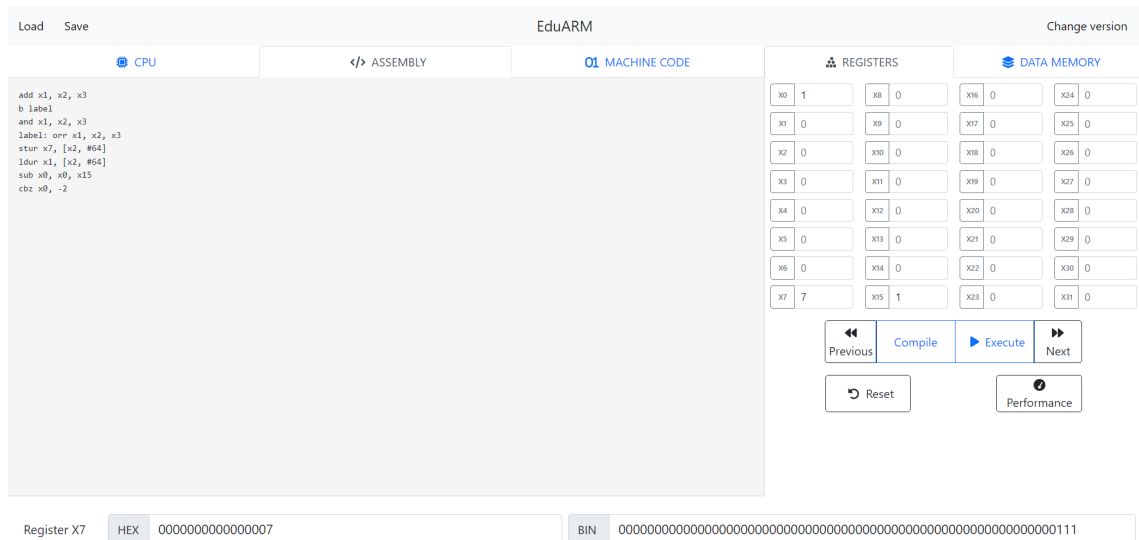 Load Save EduARM Change version
CPU </> ASSEMBLY 01 MACHINE CODE REGISTERS DATA MEMORY
add x1, x2, x3
b label
and x1, x2, x3
label: orr x1, x2, x3
stur x7, [x2, #64]
ldur x1, [x2, #64]
sub x0, x0, x15
cbz x0, -2
X0 1 X8 0 X16 0 X24 0
X1 0 X9 0 X17 0 X25 0
X2 0 X10 0 X18 0 X26 0
X3 0 X11 0 X19 0 X27 0
X4 0 X12 0 X20 0 X28 0
X5 0 X13 0 X21 0 X29 0
X6 0 X14 0 X22 0 X30 0
X7 7 X15 1 X23 0 X31 0
Previous Compile Execute Next
Reset Performance
Register X7 HEX 0000000000000007 BIN 0000000000000000000000000000000000000000000000000000000000000111